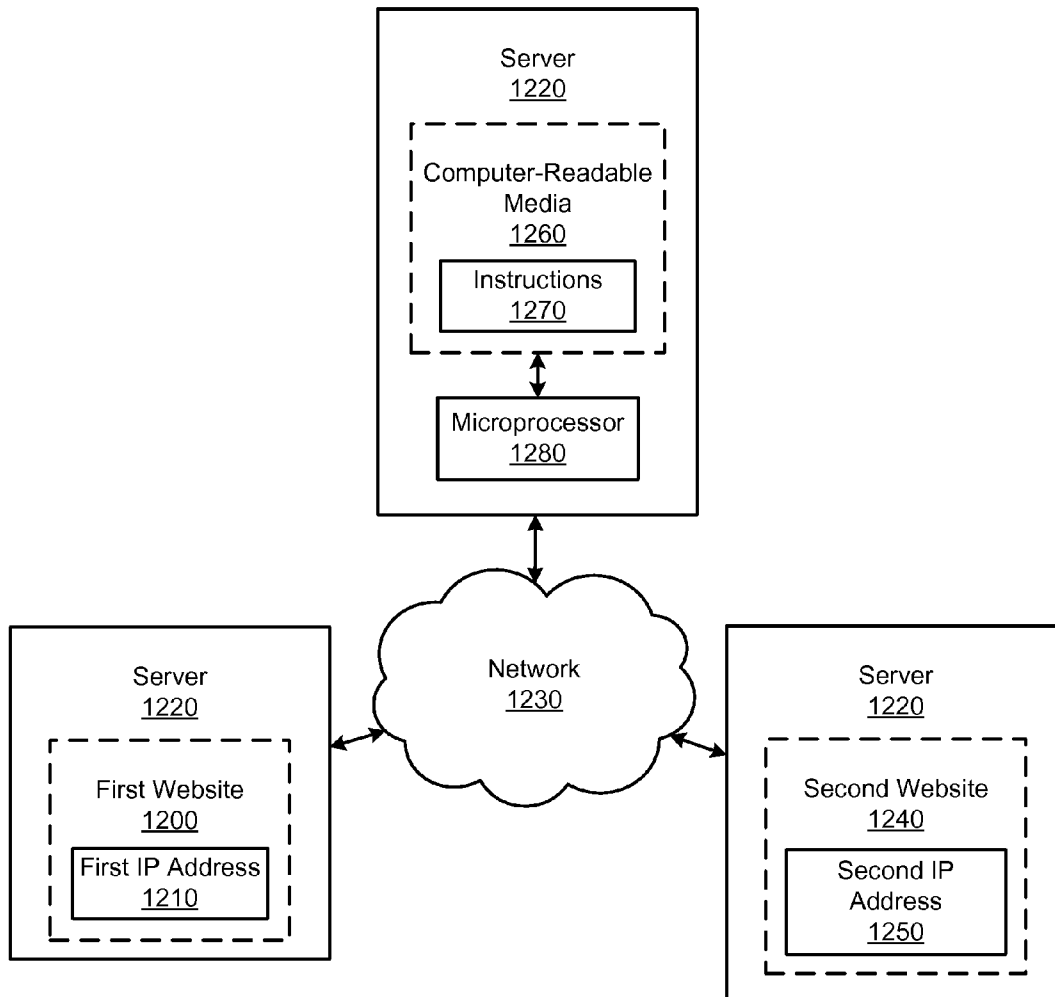 Server
1220
Computer-Readable
Media
1260
Instructions
1270
Microprocessor
1280
Network
1230
Server
1220
First Website
1200
First IP Address
1210
Server
1220
Second Website
1240
Second IP
Address
1250